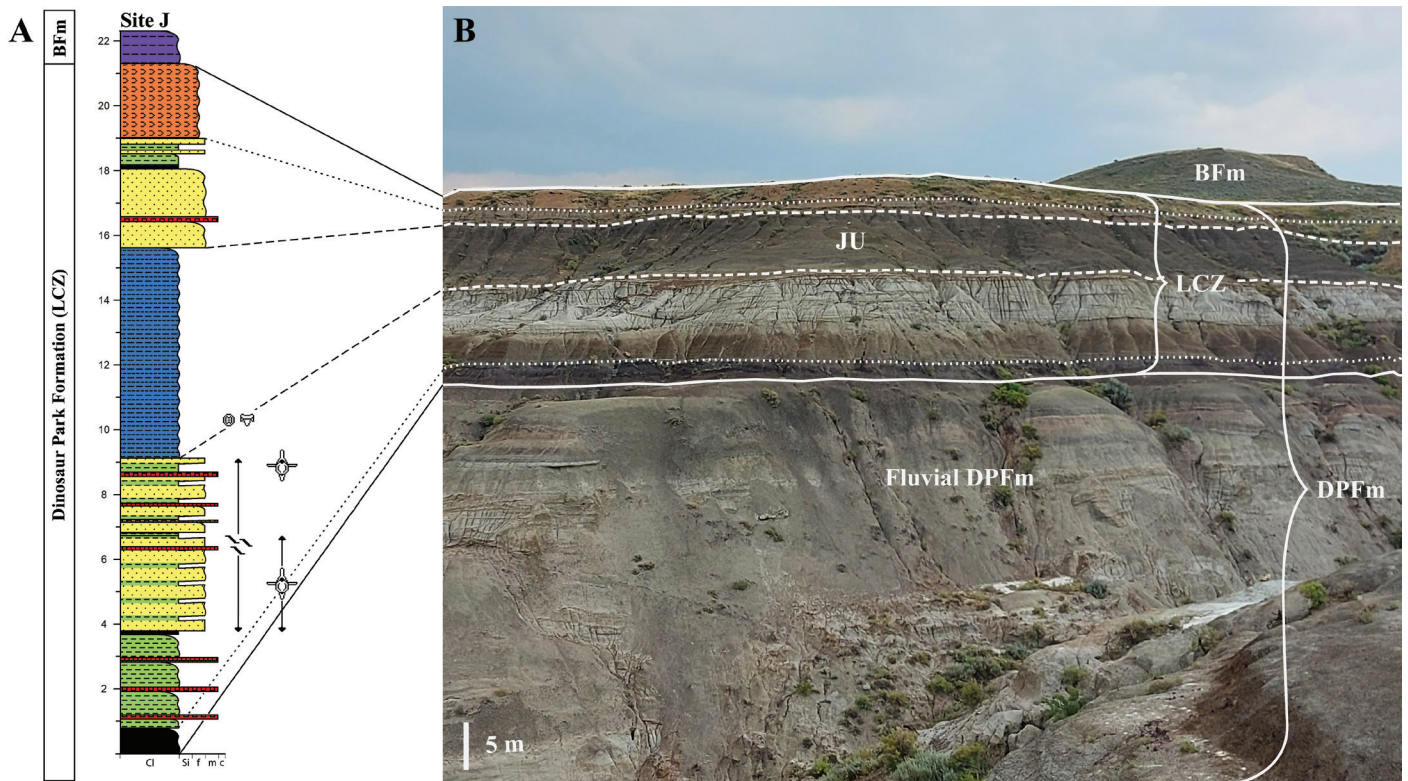 A
BFm
Dinosaur Park Formation (LCZ)
Site J
22
20
18
16
14
12
10
8
6
4
2
Cl Si f m c
B
BFm
JU
LCZ
Fluvial DPFm
DPFm
5 m